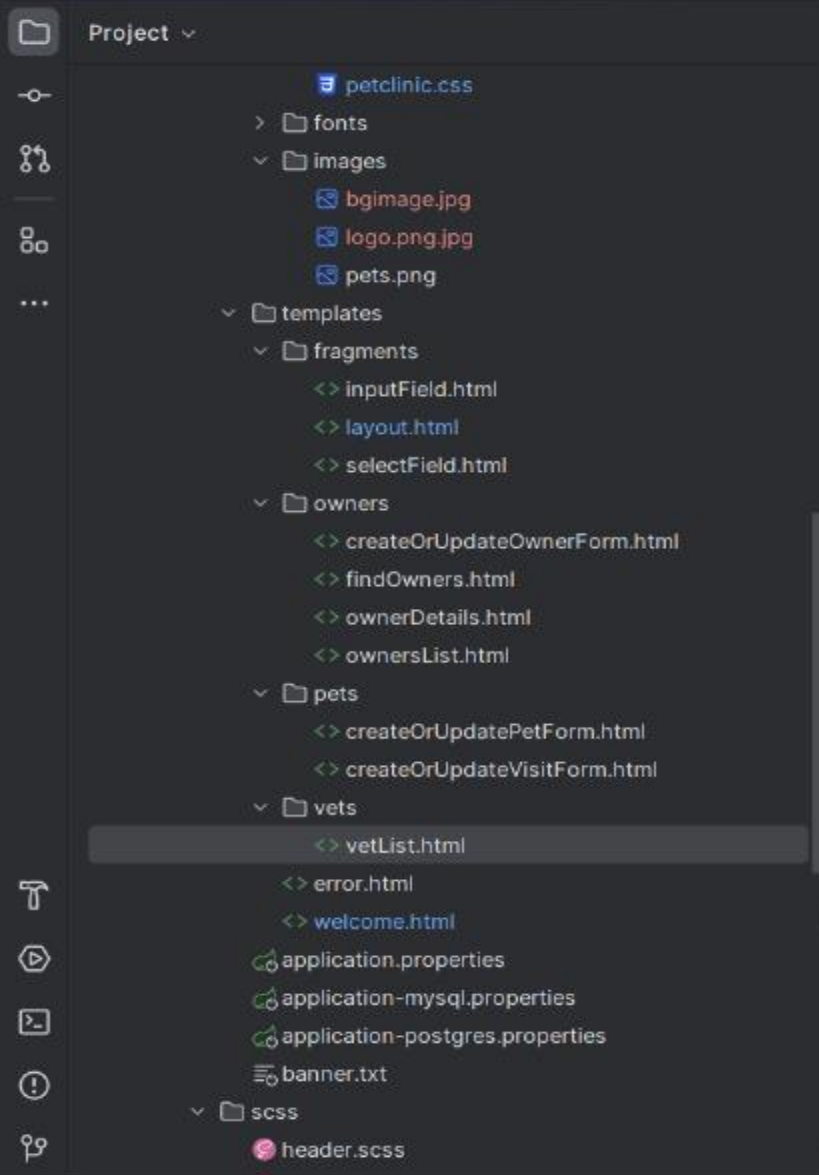 Project
petclinic.css
fonts
images
bgimage.jpg
logo.png.jpg
pets.png
templates
fragments
inputField.html
layout.html
selectField.html
owners
createOrUpdateOwnerForm.html
findOwners.html
ownerDetails.html
ownersList.html
pets
createOrUpdatePetForm.html
createOrUpdateVisitForm.html
vets
vetList.html
error.html
welcome.html
application.properties
application-mysql.properties
application-postgres.properties
banner.txt
scss
header.scss